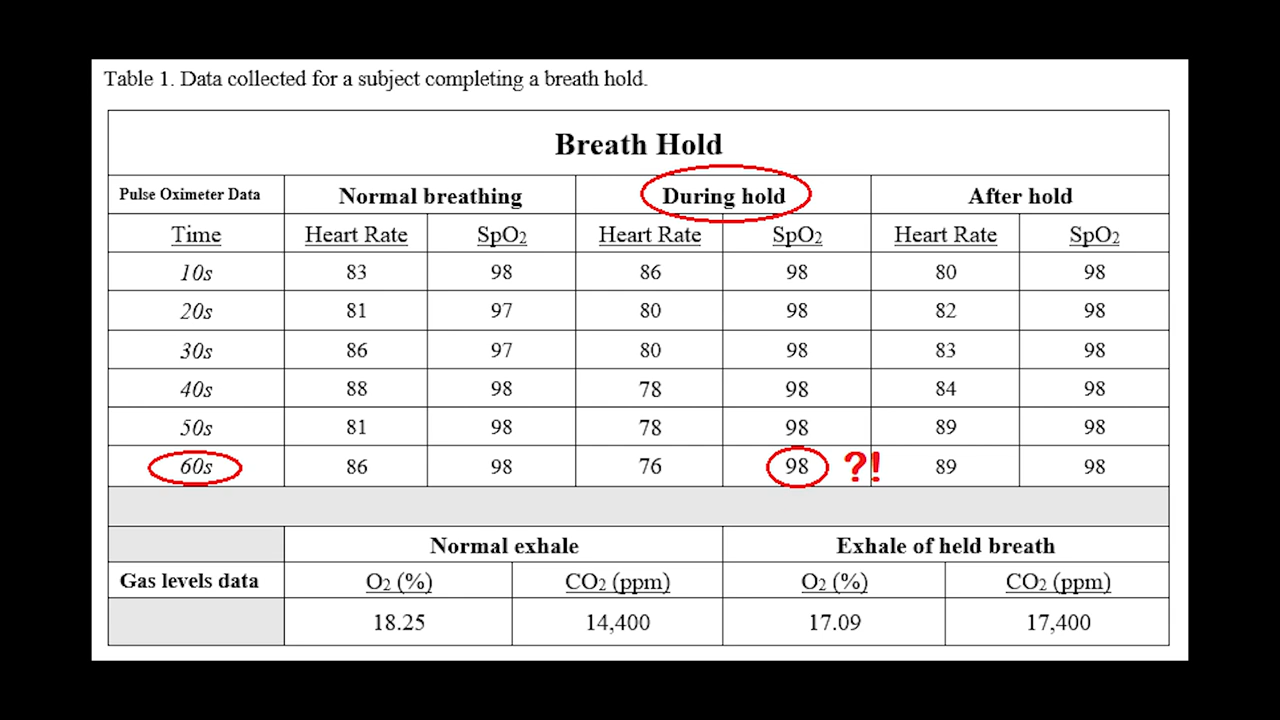 Table 1. Data collected for a subject completing a breath hold.
Breath Hold
Pulse Oximeter Data Normal breathing During hold After hold
Time Heart Rate SpO₂ Heart Rate SpO₂ Heart Rate SpO₂
10s 83 98 86 98 80 98
20s 81 97 80 98 82 98
30s 86 97 80 98 83 98
40s 88 98 78 98 84 98
50s 81 98 78 98 89 98
60s 86 98 76 98 ?! 89 98
Normal exhale Exhale of held breath
Gas levels data O₂ (%) CO₂ (ppm) O₂ (%) CO₂ (ppm)
18.25 14,400 17.09 17,400